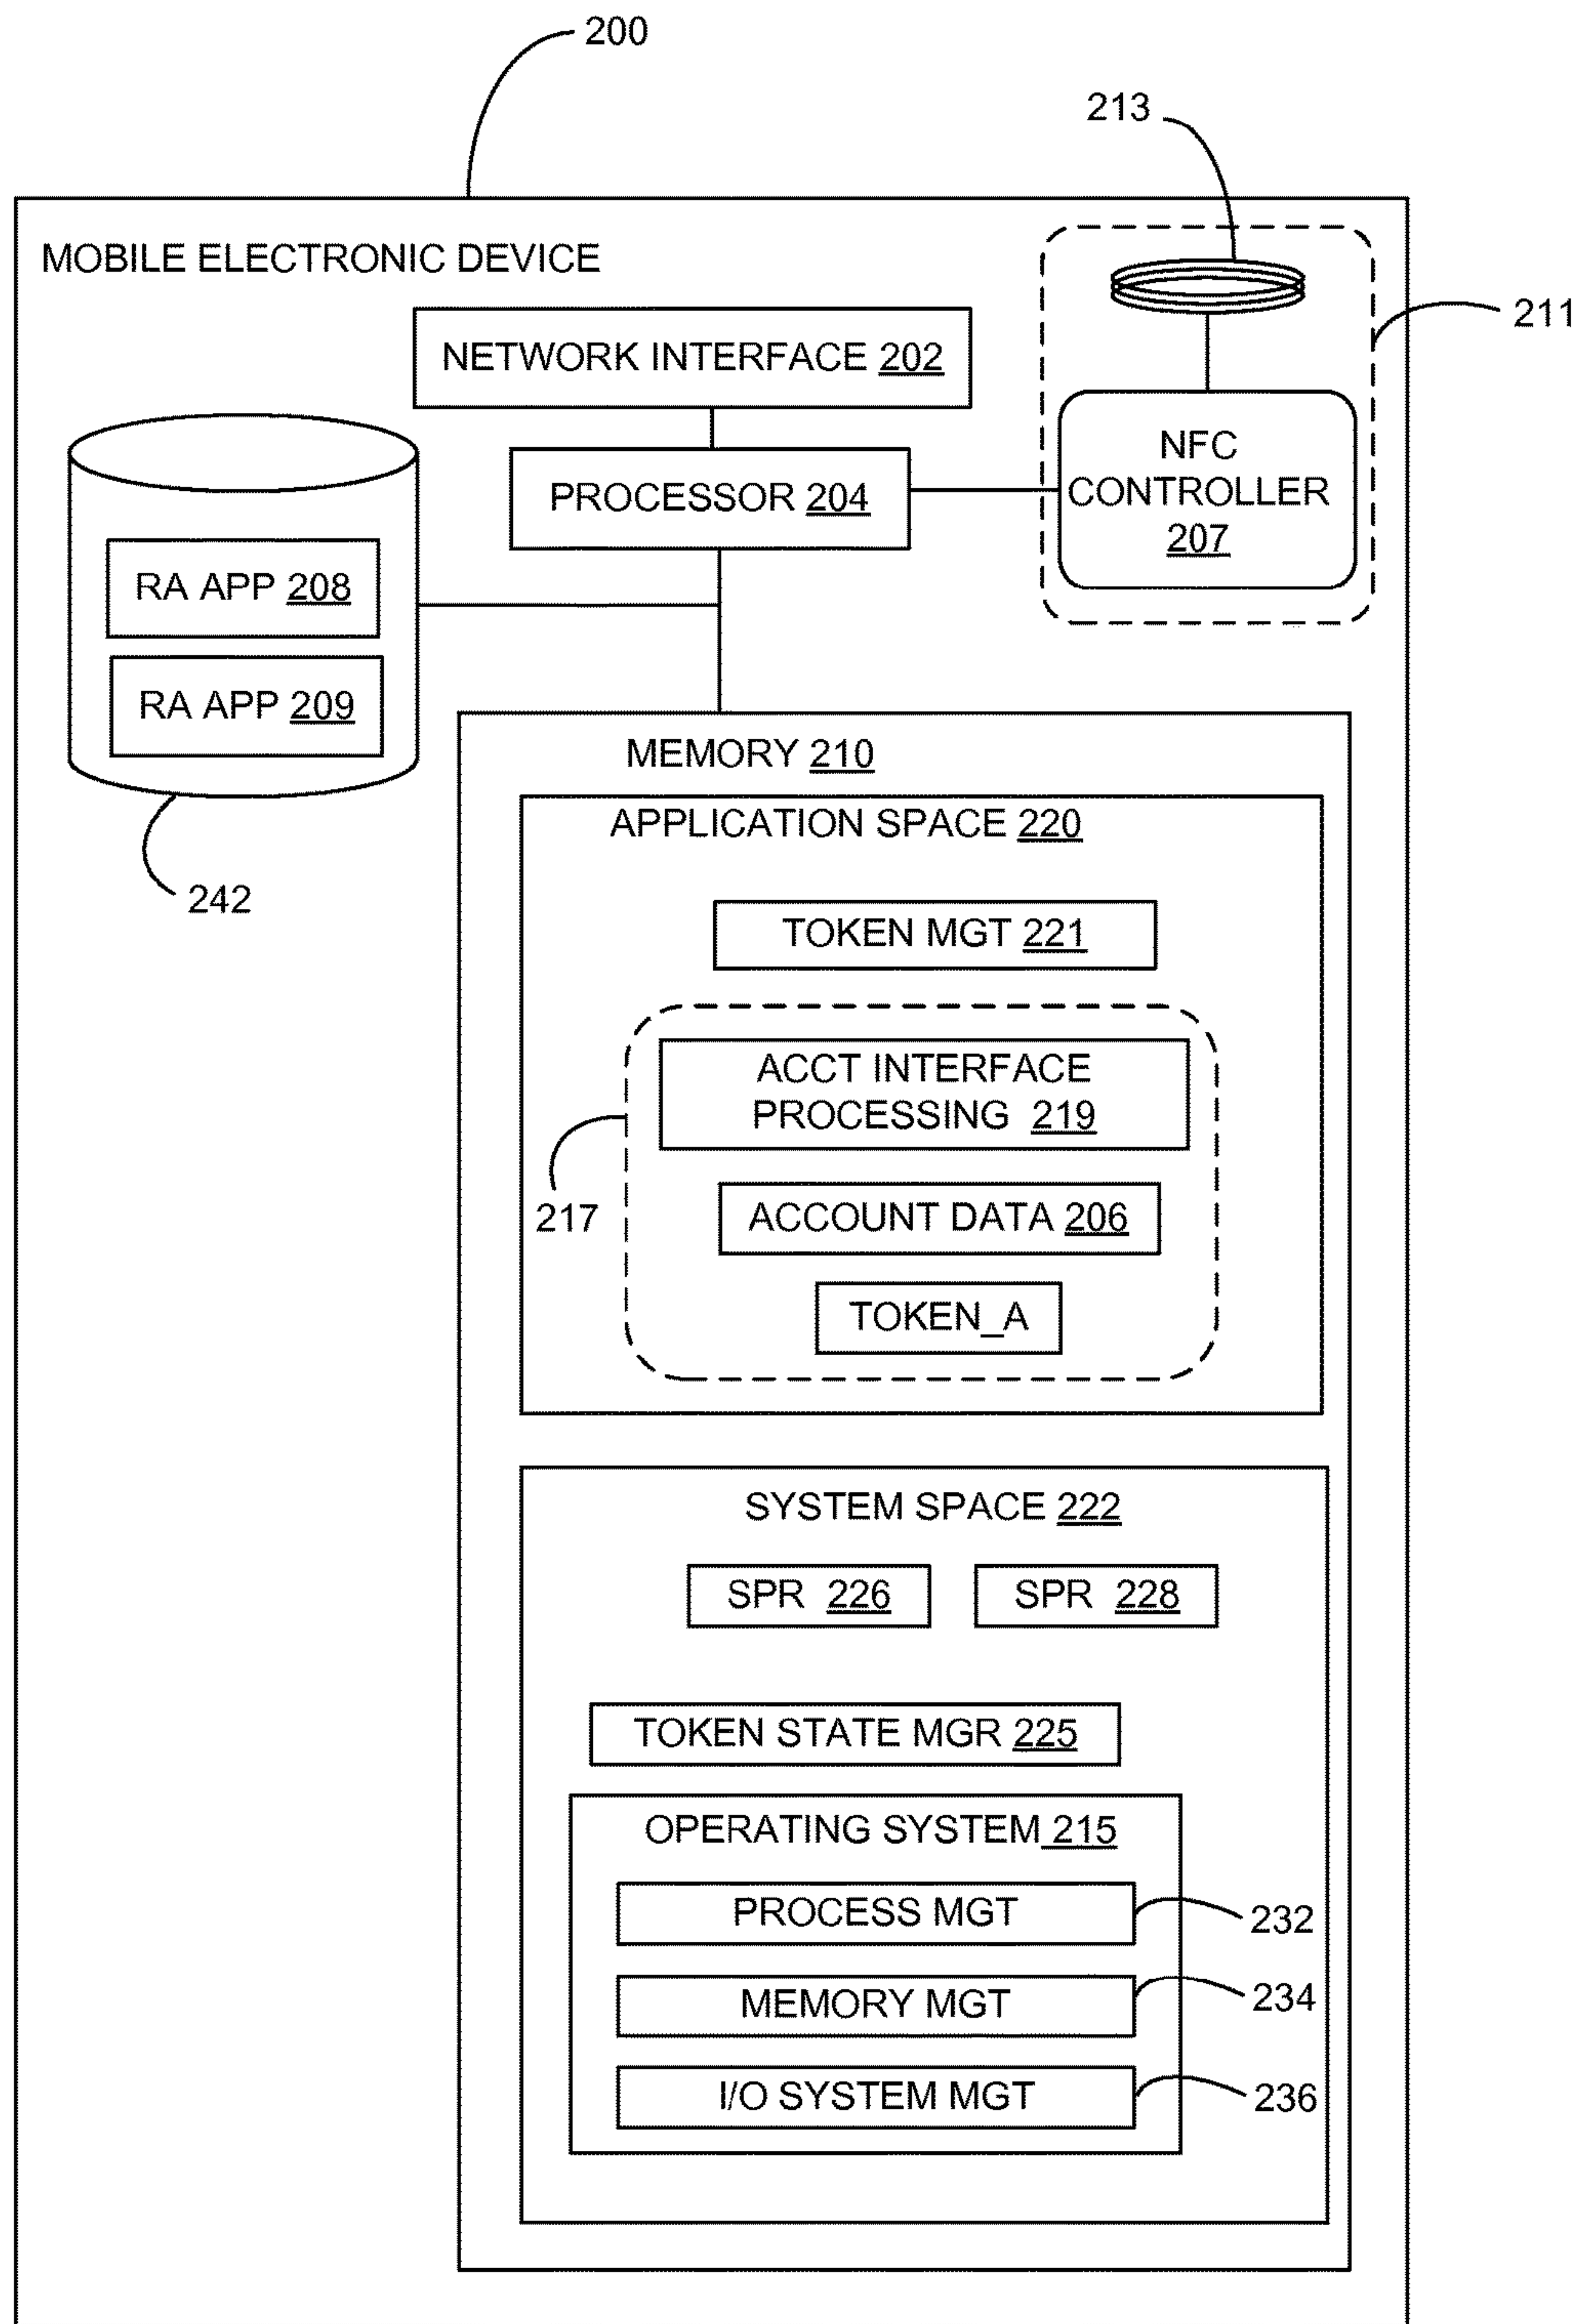 200
213
MOBILE ELECTRONIC DEVICE
211
NETWORK INTERFACE 202
NFC
CONTROLLER
207
PROCESSOR 204
RA APP 208
RA APP 209
242
MEMORY 210
APPLICATION SPACE 220
TOKEN MGT 221
ACCT INTERFACE
PROCESSING 219
217
ACCOUNT DATA 206
TOKEN_A
SYSTEM SPACE 222
SPR 226
SPR 228
TOKEN STATE MGR 225
OPERATING SYSTEM 215
PROCESS MGT
232
MEMORY MGT
234
I/O SYSTEM MGT
236